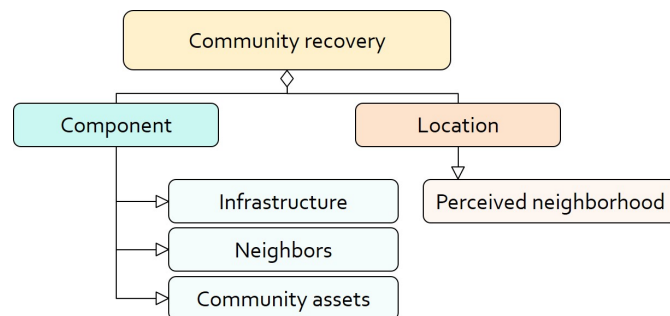 Community recovery
Component
Location
Infrastructure
Perceived neighborhood
Neighbors
Community assets